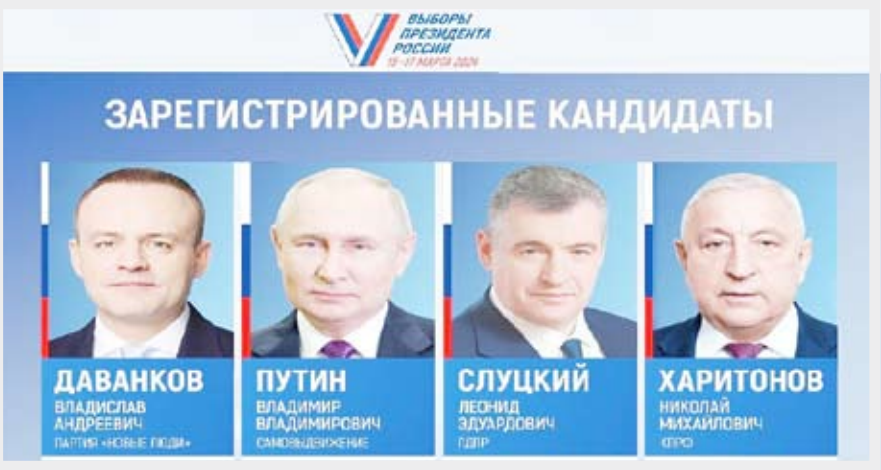 ВЫБОРЫ
ПРЕЗИДЕНТА
РОССИИ
15–17 МАРТА 2024
ЗАРЕГИСТРИРОВАННЫЕ КАНДИДАТЫ
ДАВАНКОВ
ВЛАДИСЛАВ
АНДРЕЕВИЧ
ПАРТИЯ «НОВЫЕ ЛЮДИ»
ПУТИН
ВЛАДИМИР
ВЛАДИМИРОВИЧ
САМОВЫДВИЖЕНИЕ
СЛУЦКИЙ
ЛЕОНИД
ЭДУАРДОВИЧ
ЛДПР
ХАРИТОНОВ
НИКОЛАЙ
МИХАЙЛОВИЧ
КПРФ